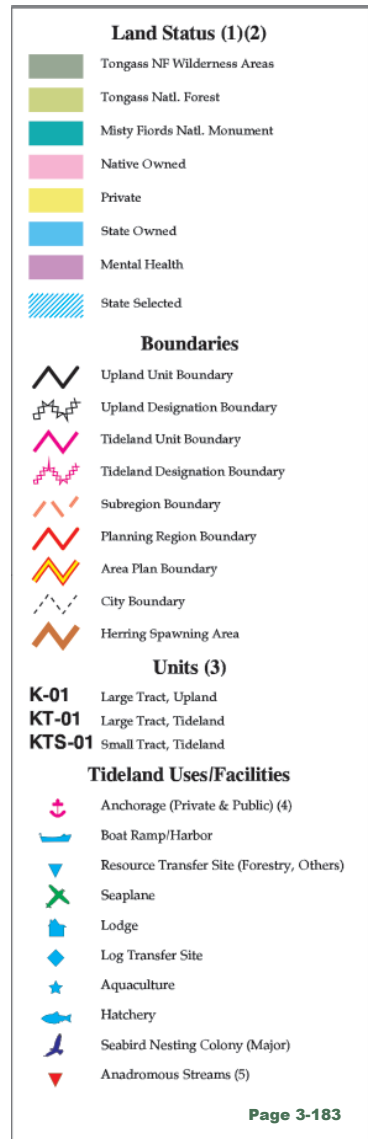 Land Status (1)(2)
Tongass NF Wilderness Areas
Tongass Natl. Forest
Misty Fiords Natl. Monument
Native Owned
Private
State Owned
Mental Health
State Selected
Boundaries
Upland Unit Boundary
Upland Designation Boundary
Tideland Unit Boundary
Tideland Designation Boundary
Subregion Boundary
Planning Region Boundary
Area Plan Boundary
City Boundary
Herring Spawning Area
Units (3)
K-01 Large Tract, Upland
KT-01 Large Tract, Tideland
KTS-01 Small Tract, Tideland
Tideland Uses/Facilities
Anchorage (Private & Public) (4)
Boat Ramp/Harbor
Resource Transfer Site (Forestry, Others)
Seaplane
Lodge
Log Transfer Site
Aquaculture
Hatchery
Seabird Nesting Colony (Major)
Anadromous Streams (5)
Page 3-183